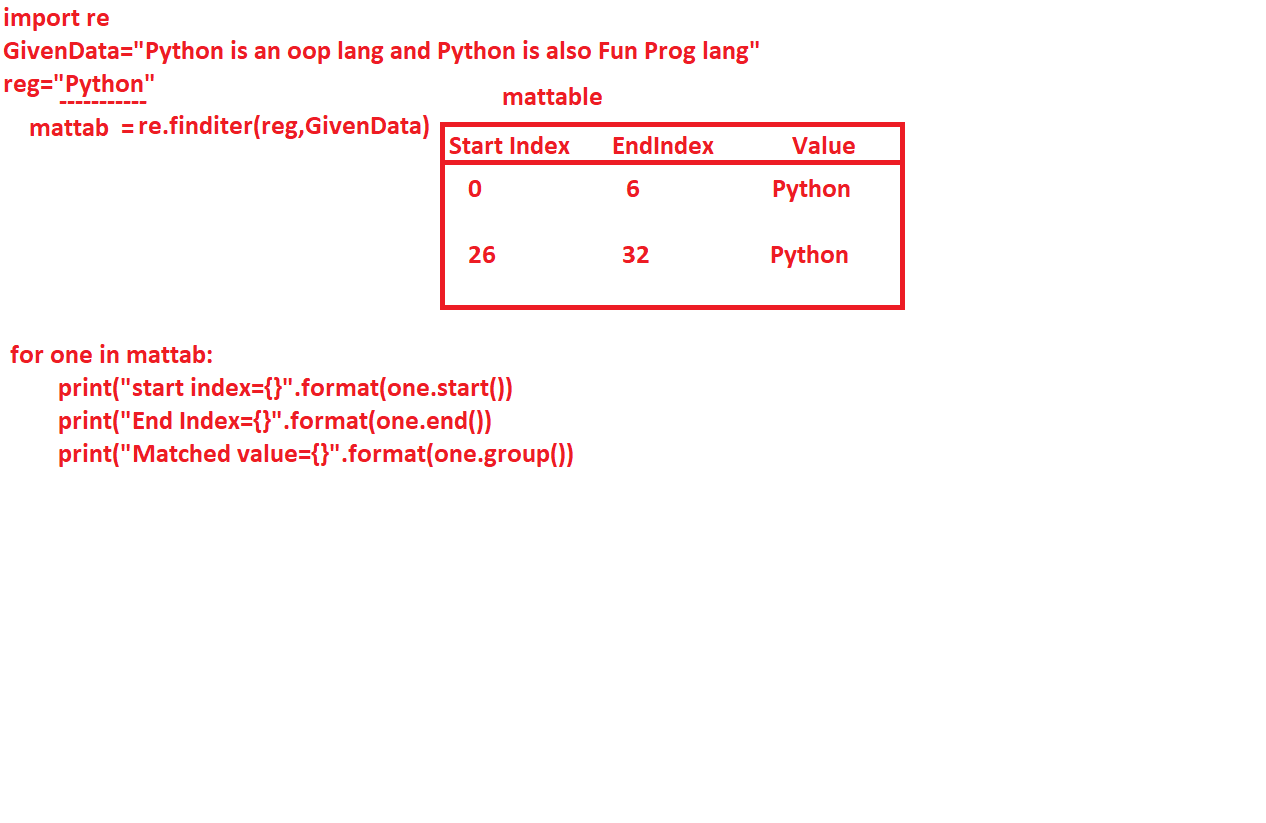 import re
GivenData="Python is an oop lang and Python is also Fun Prog lang"
reg="Python"
-----------
mattab =re.finditer(reg,GivenData)
mattable
Start Index EndIndex Value
0 6 Python
26 32 Python
for one in mattab:
print("start index={}".format(one.start())
print("End Index={}".format(one.end())
print("Matched value={}".format(one.group())